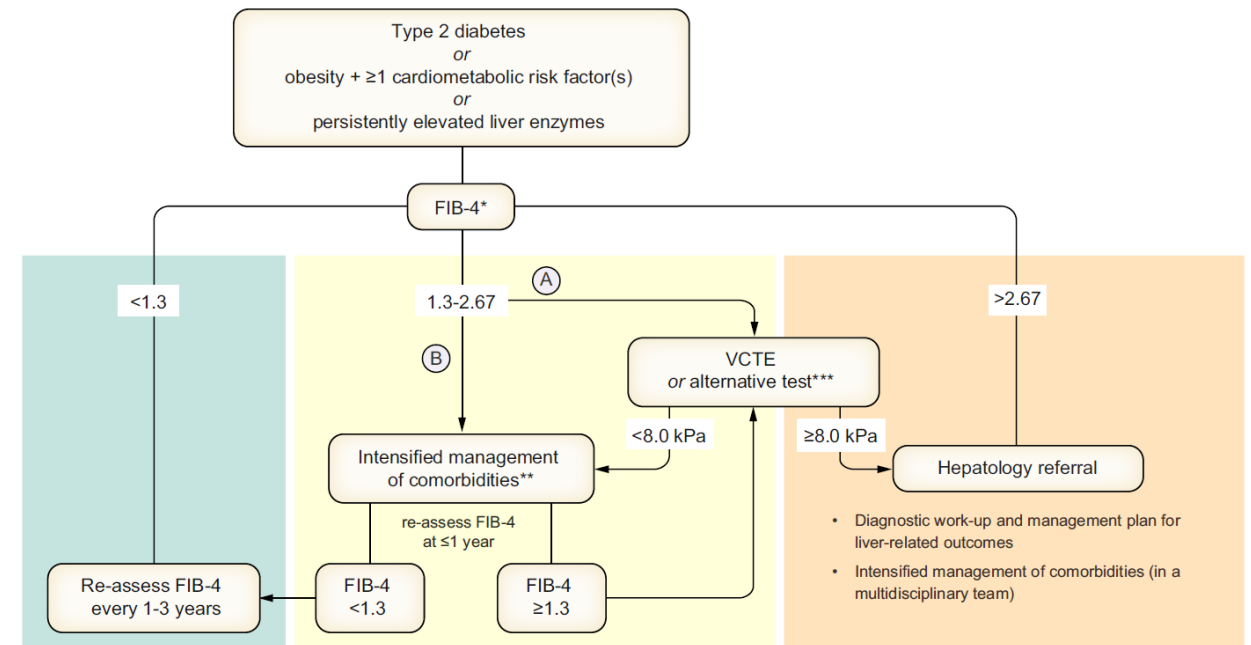 Type 2 diabetes
or
obesity + ≥1 cardiometabolic risk factor(s)
or
persistently elevated liver enzymes
FIB-4*
A
<1.3
1.3-2.67
>2.67
B
VCTE
or alternative test***
<8.0 kPa
≥8.0 kPa
Intensified management
of comorbidities**
Hepatology referral
re-assess FIB-4
at ≤1 year
• Diagnostic work-up and management plan for
liver-related outcomes
• Intensified management of comorbidities (in a
multidisciplinary team)
Re-assess FIB-4
every 1-3 years
FIB-4
<1.3
FIB-4
≥1.3